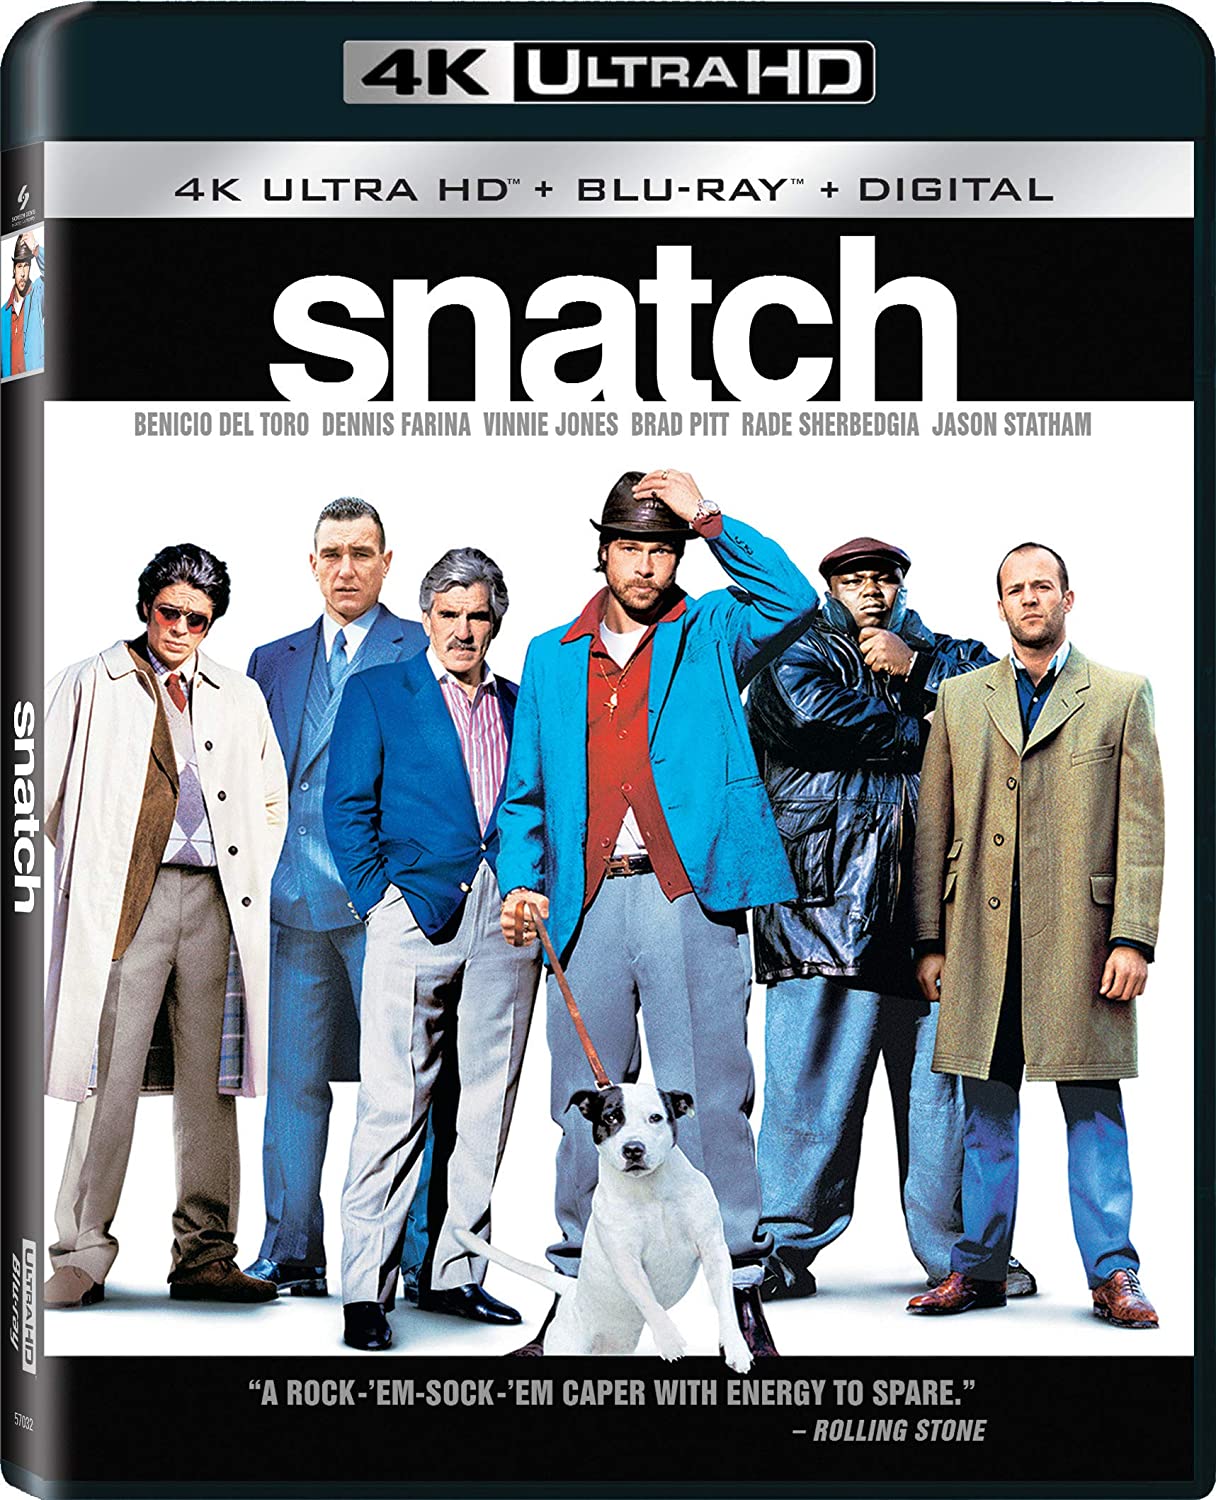 4K ULTRA HD
4K ULTRA HD™ + BLU-RAY™ + DIGITAL
snatch
BENICIO DEL TORO DENNIS FARINA VINNIE JONES BRAD PITT RADE SHERBEDGIA JASON STATHAM
"A ROCK-'EM-SOCK-'EM CAPER WITH ENERGY TO SPARE."
– ROLLING STONE
snatch
ULTRA HD
Blu-ray
57032